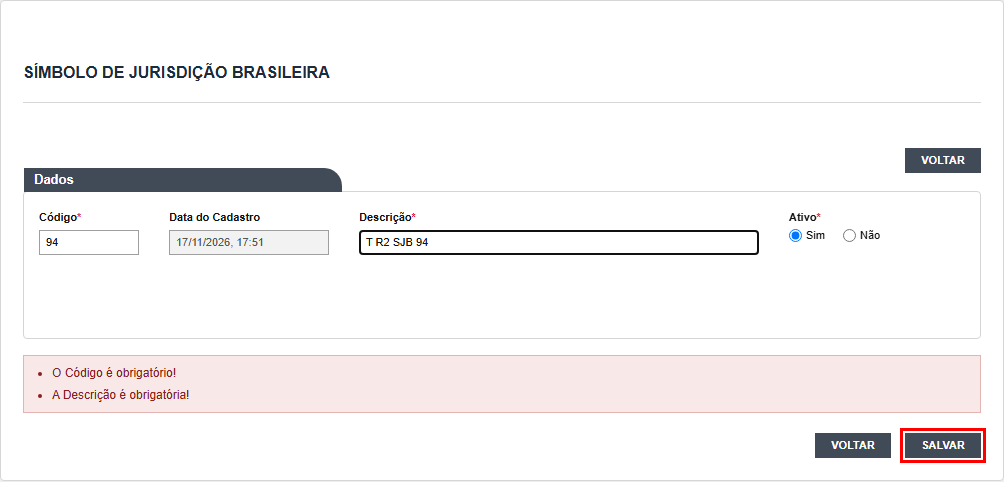 SÍMBOLO DE JURISDIÇÃO BRASILEIRA
VOLTAR
Dados
Código* Data do Cadastro Descrição* Ativo*
94 17/11/2026, 17:51 T R2 SJB 94 Sim Não
O Código é obrigatório!
A Descrição é obrigatória!
VOLTAR SALVAR